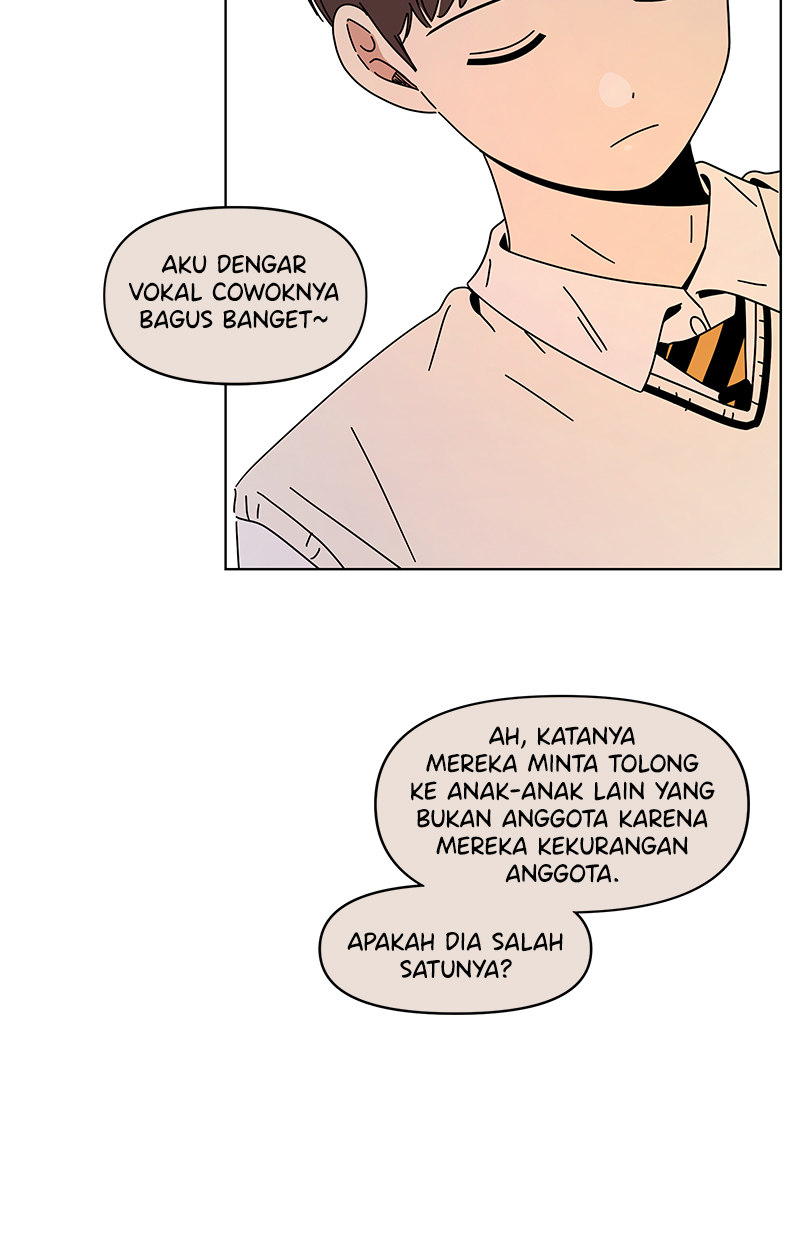 AKU DENGAR
VOKAL COWOKNYA
BAGUS BANGET~
AH, KATANYA
MEREKA MINTA TOLONG
KE ANAK-ANAK LAIN YANG
BUKAN ANGGOTA KARENA
MEREKA KEKURANGAN
ANGGOTA.
APAKAH DIA SALAH
SATUNYA?